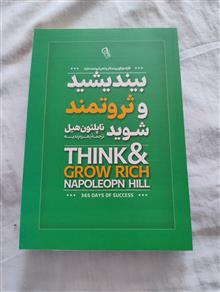 بیندیشید
و ثروتمند
شوید
ناپلئون هیل
THINK &
GROW RICH
NAPOLEOPN HILL
365 DAYS OF SUCCESS